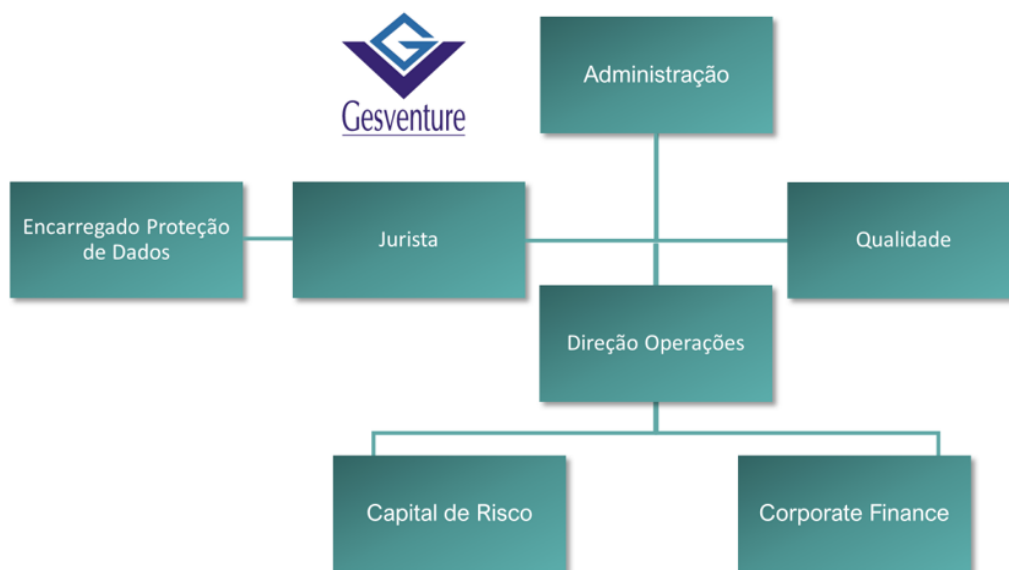 Gesventure
Administração
Encarregado Proteção
de Dados
Jurista
Qualidade
Direção Operações
Capital de Risco
Corporate Finance